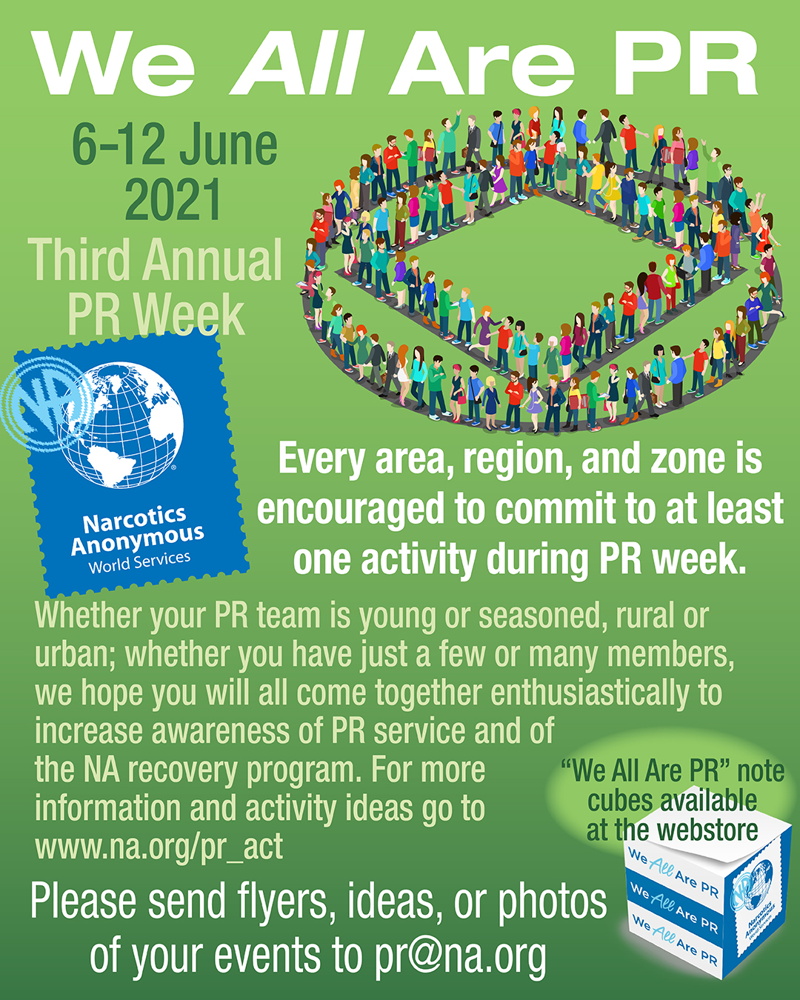 We All Are PR
6-12 June
2021
Third Annual
PR Week
NA
Narcotics
Anonymous
World Services
®
Every area, region, and zone is
encouraged to commit to at least
one activity during PR week.
Whether your PR team is young or seasoned, rural or
urban; whether you have just a few or many members,
we hope you will all come together enthusiastically to
increase awareness of PR service and of
the NA recovery program. For more
information and activity ideas go to
www.na.org/pr_act
“We All Are PR” note
cubes available
at the webstore
We All Are PR
We All Are PR
We All Are PR
NA
Narcotics
Anonymous
World Services
Please send flyers, ideas, or photos
of your events to pr@na.org